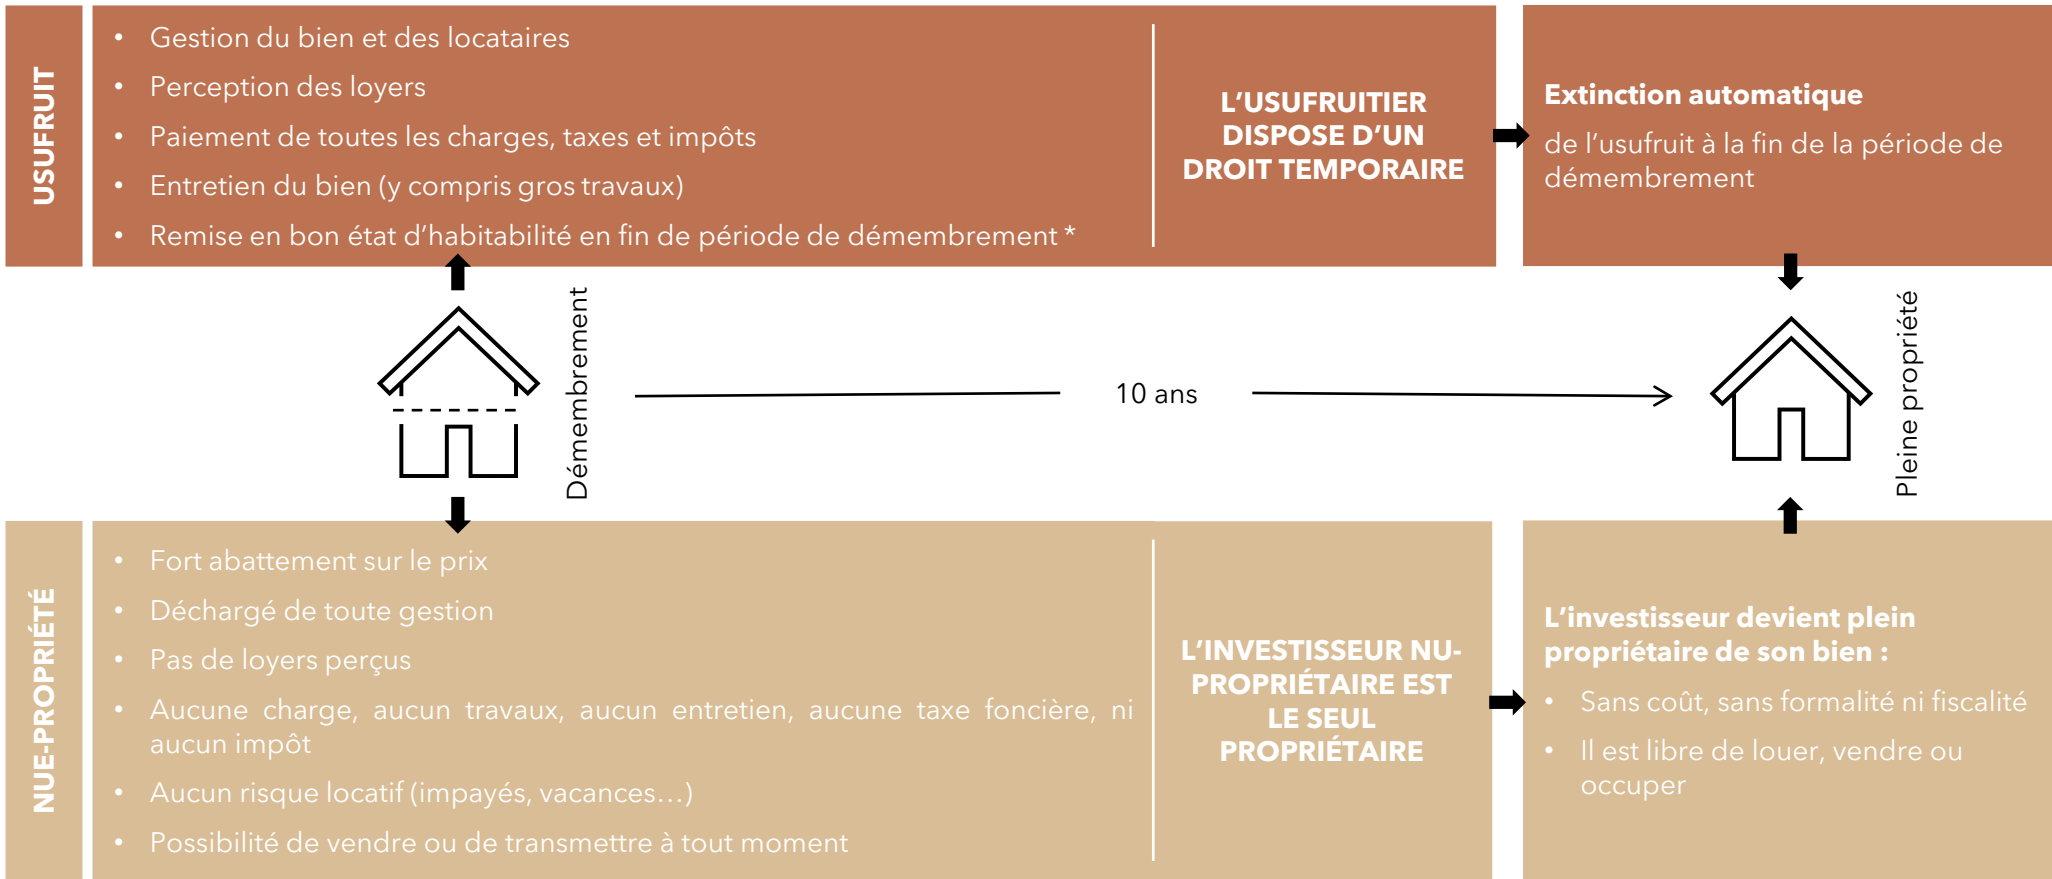 USUFRUIT
• Gestion du bien et des locataires
• Perception des loyers
• Paiement de toutes les charges, taxes et impôts
• Entretien du bien (y compris gros travaux)
• Remise en bon état d’habitabilité en fin de période de démembrement *
L’USUFRUITIER
DISPOSE D’UN
DROIT TEMPORAIRE
Extinction automatique
de l’usufruit à la fin de la période de
démembrement
Démembrement
10 ans
Pleine propriété
NUE-PROPRIÉTÉ
• Fort abattement sur le prix
• Déchargé de toute gestion
• Pas de loyers perçus
• Aucune charge, aucun travaux, aucun entretien, aucune taxe foncière, ni
aucun impôt
• Aucun risque locatif (impayés, vacances…)
• Possibilité de vendre ou de transmettre à tout moment
L’INVESTISSEUR NU-
PROPRIÉTAIRE EST
LE SEUL
PROPRIÉTAIRE
L’investisseur devient plein
propriétaire de son bien :
• Sans coût, sans formalité ni fiscalité
• Il est libre de louer, vendre ou
occuper